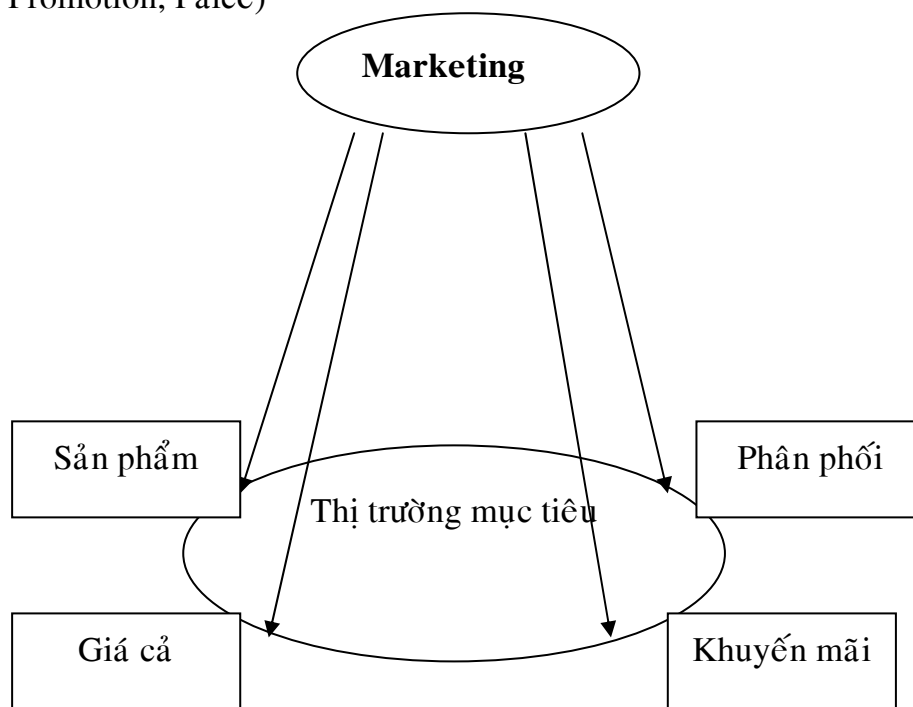 Promotion, Palce)
Marketing
Sản phẩm
Phân phối
Thị trường mục tiêu
Giá cả
Khuyến mãi